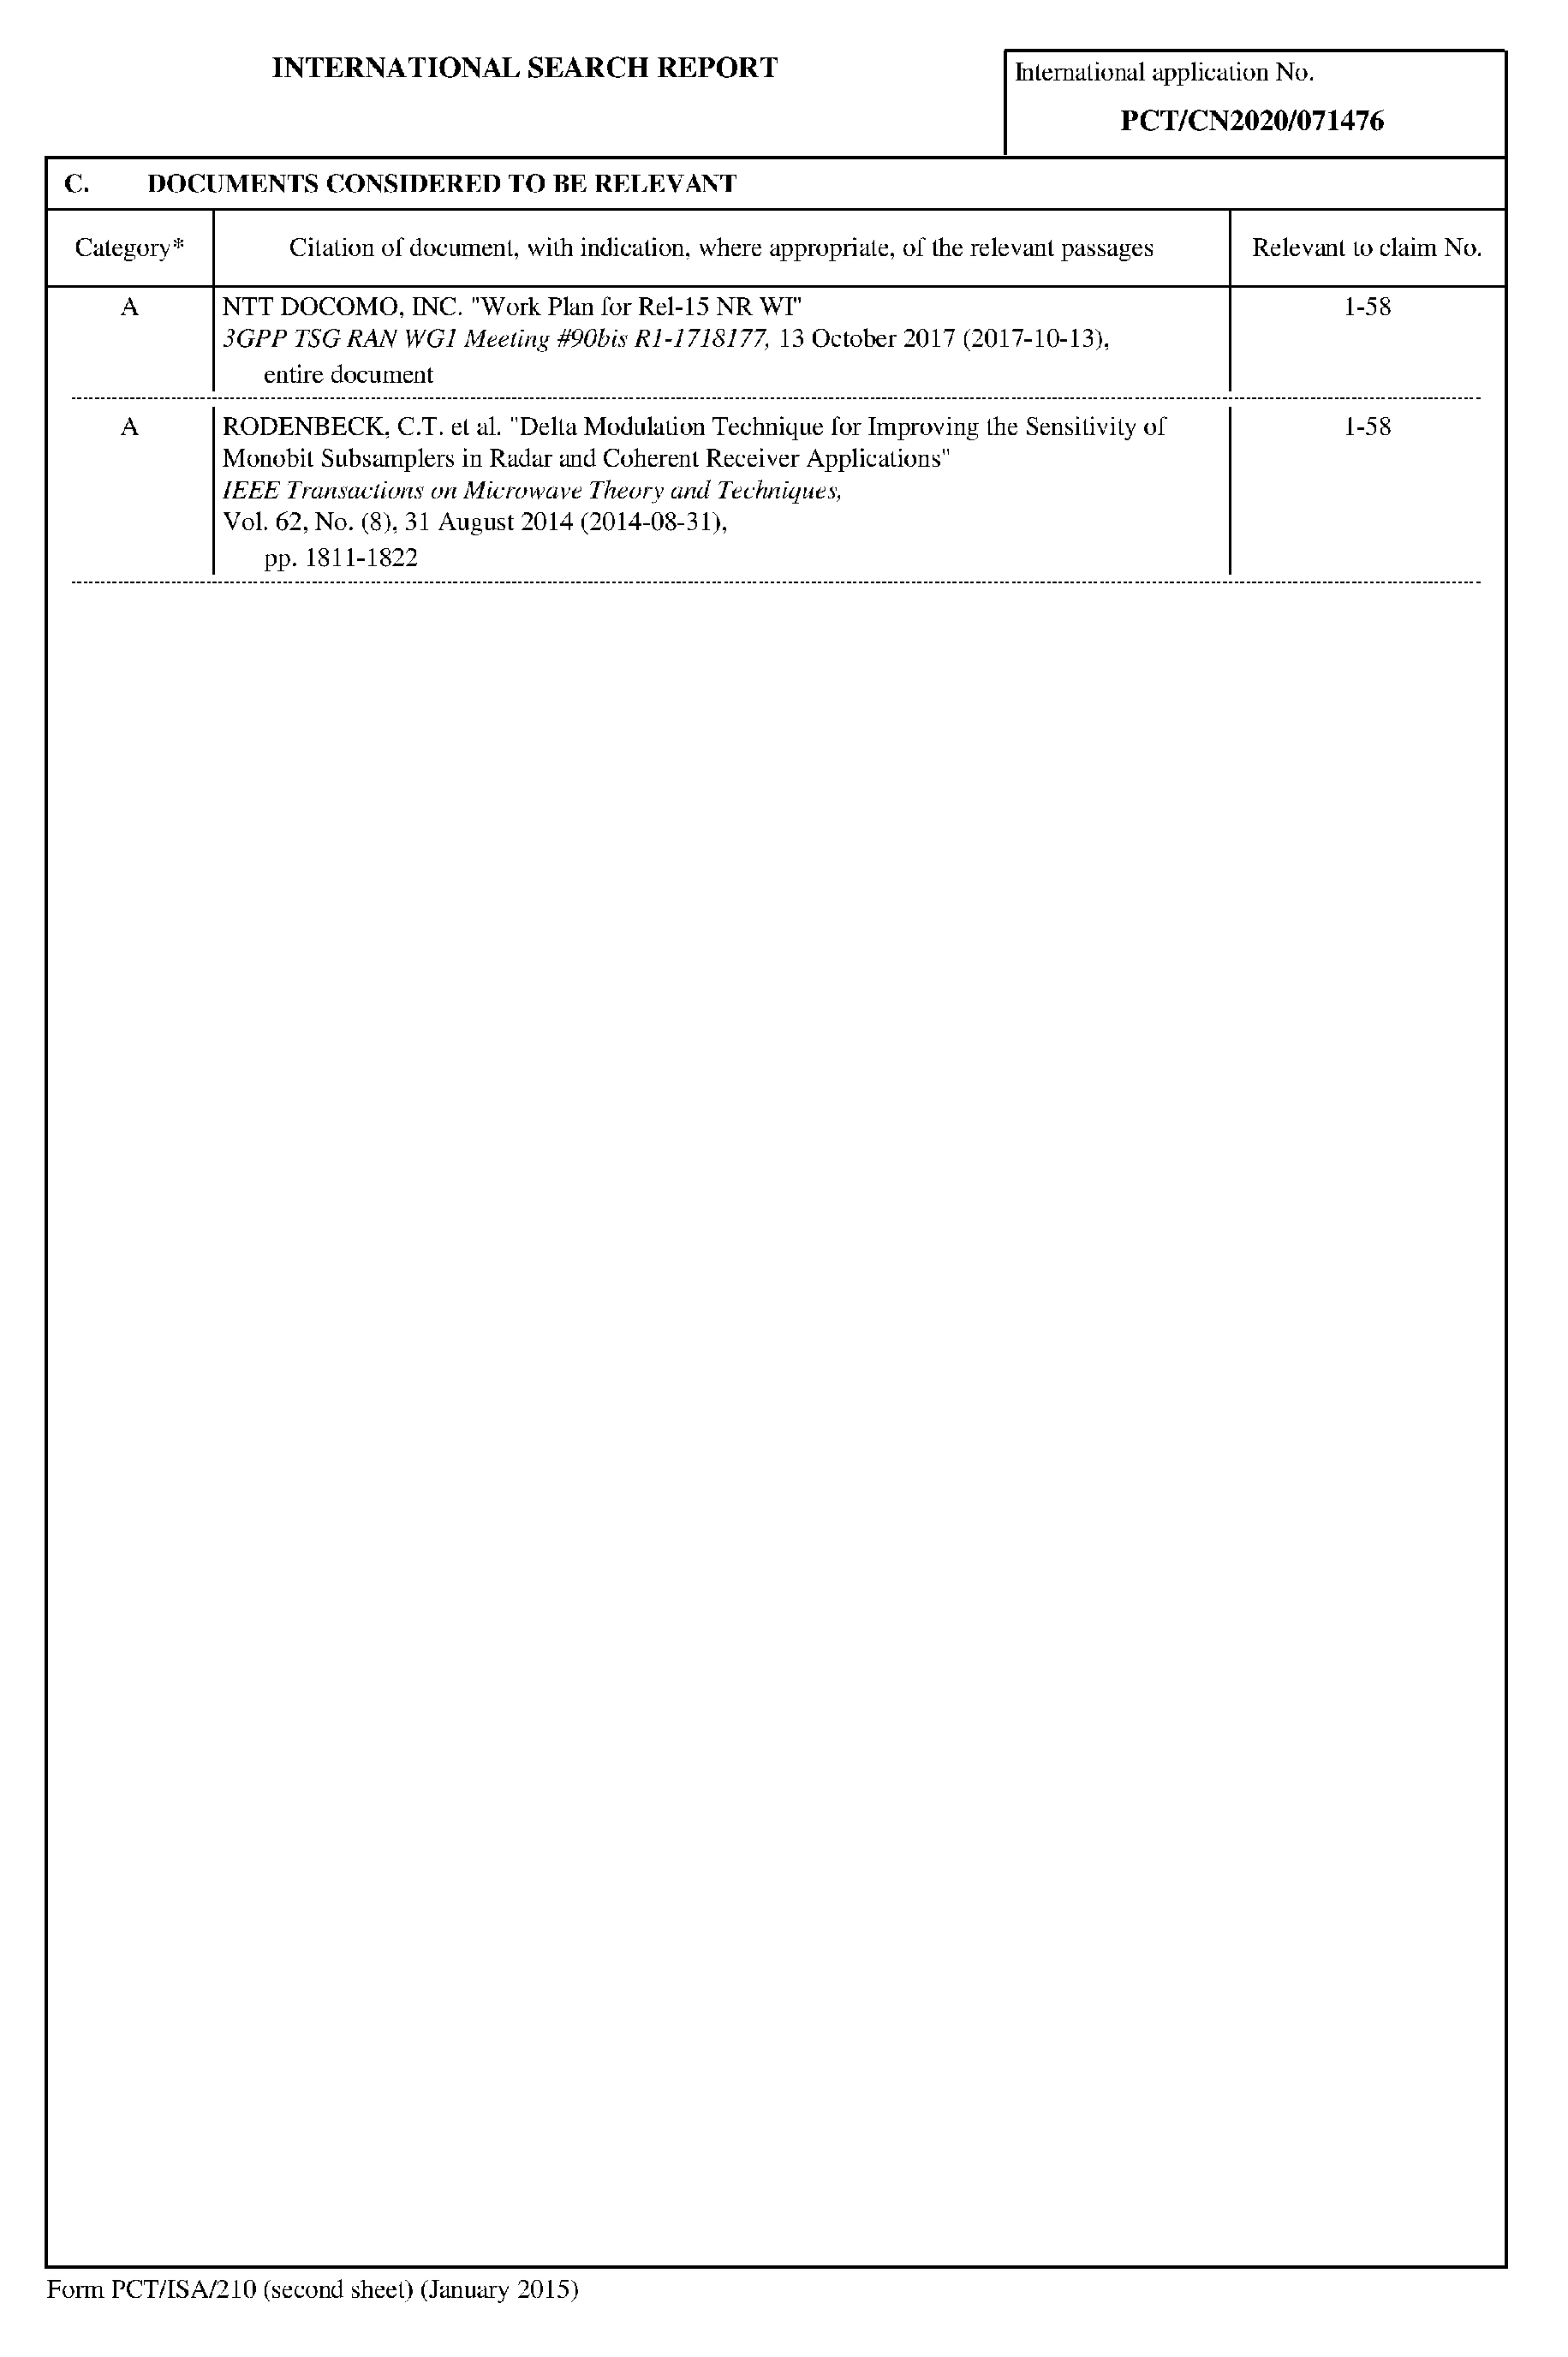 INTERNATIONAL SEARCH REPORT
International application No.
PCT/CN2020/071476
C. DOCUMENTS CONSIDERED TO BE RELEVANT
Category* Citation of document, with indication, where appropriate, of the relevant passages Relevant to claim No.
A NTT DOCOMO, INC. "Work Plan for Rel-15 NR WI" 1-58
3GPP TSG RAN WG1 Meeting #90bis R1-1718177, 13 October 2017 (2017-10-13),
entire document
A RODENBECK, C.T. et al. "Delta Modulation Technique for Improving the Sensitivity of 1-58
Monobit Subsamplers in Radar and Coherent Receiver Applications"
IEEE Transactions on Microwave Theory and Techniques,
Vol. 62, No. (8), 31 August 2014 (2014-08-31),
pp. 1811-1822
Form PCT/ISA/210 (second sheet) (January 2015)